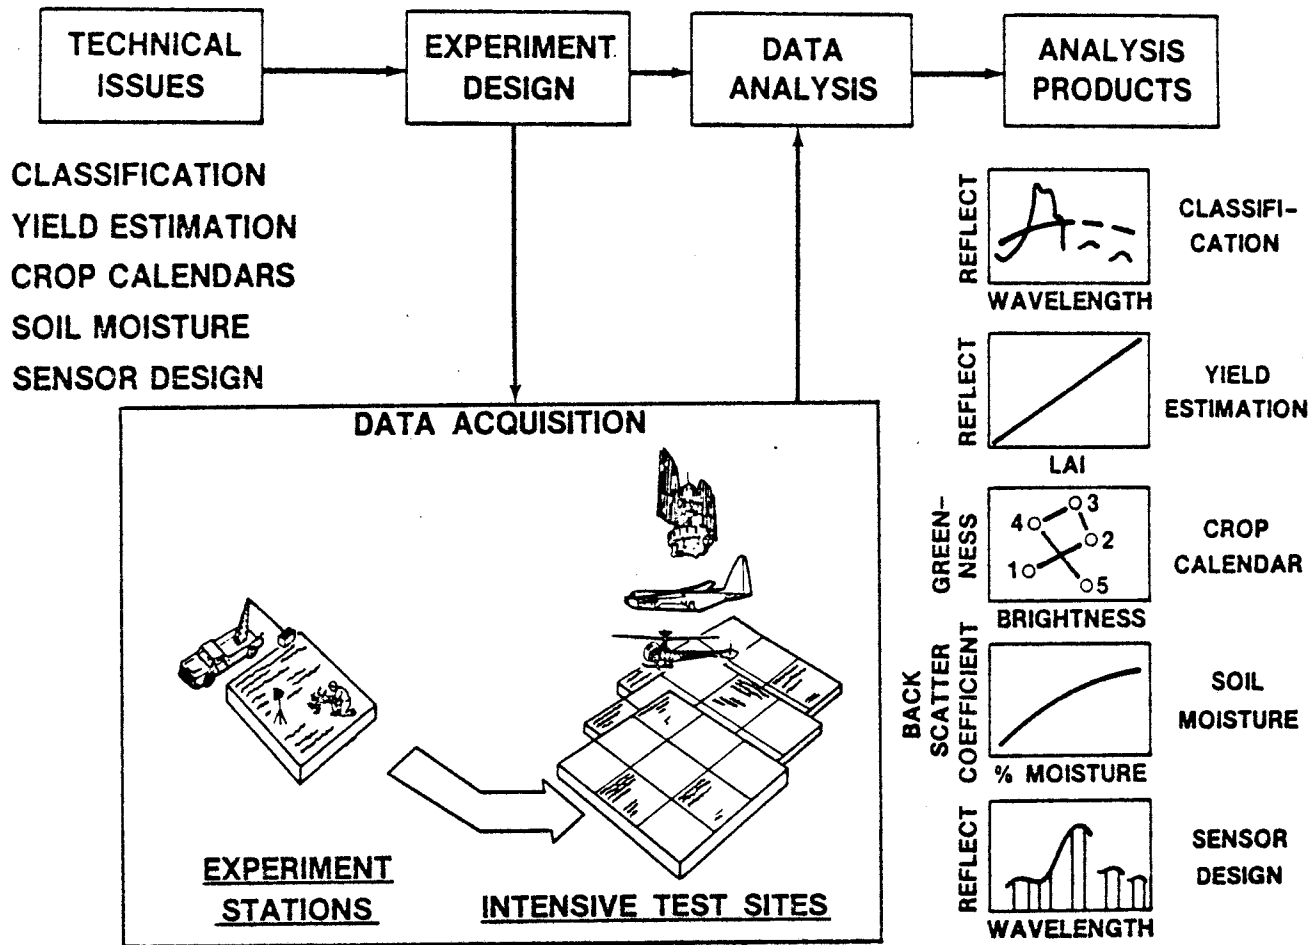 TECHNICAL
ISSUES
EXPERIMENT
DESIGN
DATA
ANALYSIS
ANALYSIS
PRODUCTS
CLASSIFICATION
YIELD ESTIMATION
CROP CALENDARS
SOIL MOISTURE
SENSOR DESIGN
DATA ACQUISITION
EXPERIMENT
STATIONS
INTENSIVE TEST SITES
REFLECT
WAVELENGTH
CLASSIFI-
CATION
REFLECT
LAI
YIELD
ESTIMATION
GREEN-
NESS
4
3
2
1
5
BRIGHTNESS
CROP
CALENDAR
BACK
SCATTER
COEFFICIENT
% MOISTURE
SOIL
MOISTURE
REFLECT
WAVELENGTH
SENSOR
DESIGN